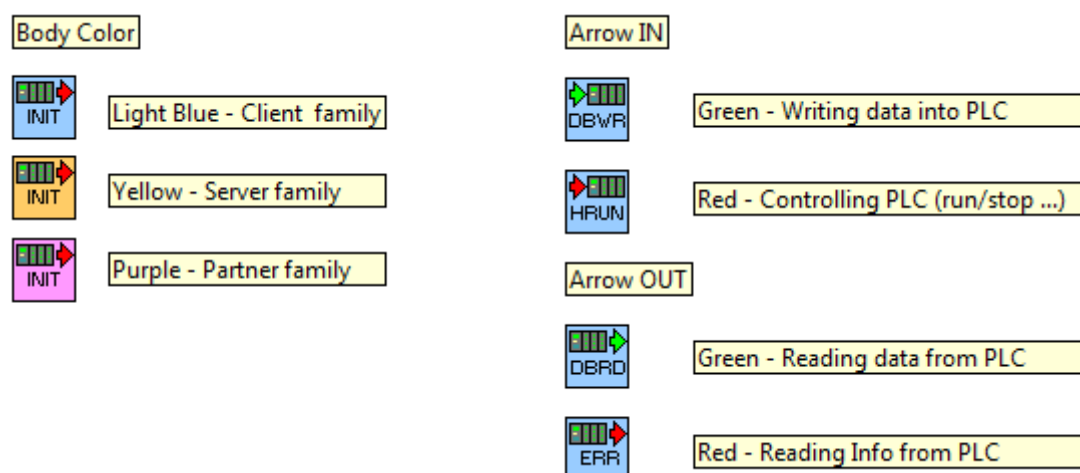 Body Color
INIT
Light Blue - Client family
INIT
Yellow - Server family
INIT
Purple - Partner family
Arrow IN
DBWR
Green - Writing data into PLC
HRUN
Red - Controlling PLC (run/stop ...)
Arrow OUT
DBRD
Green - Reading data from PLC
ERR
Red - Reading Info from PLC